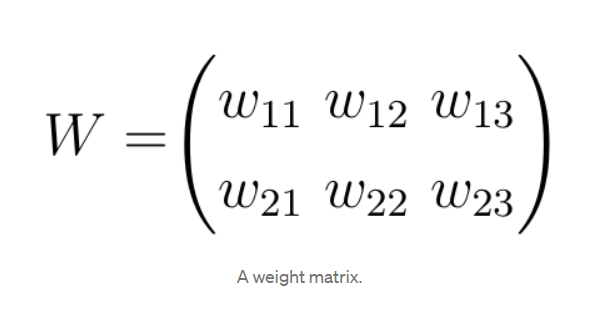 W = ( w11 w12 w13
w21 w22 w23 )
A weight matrix.